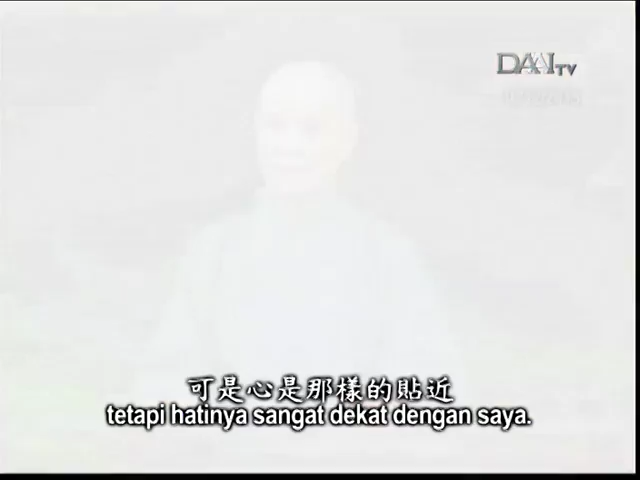 DAAI TV
可是心是那樣的貼近
tetapi hatinya sangat dekat dengan saya.